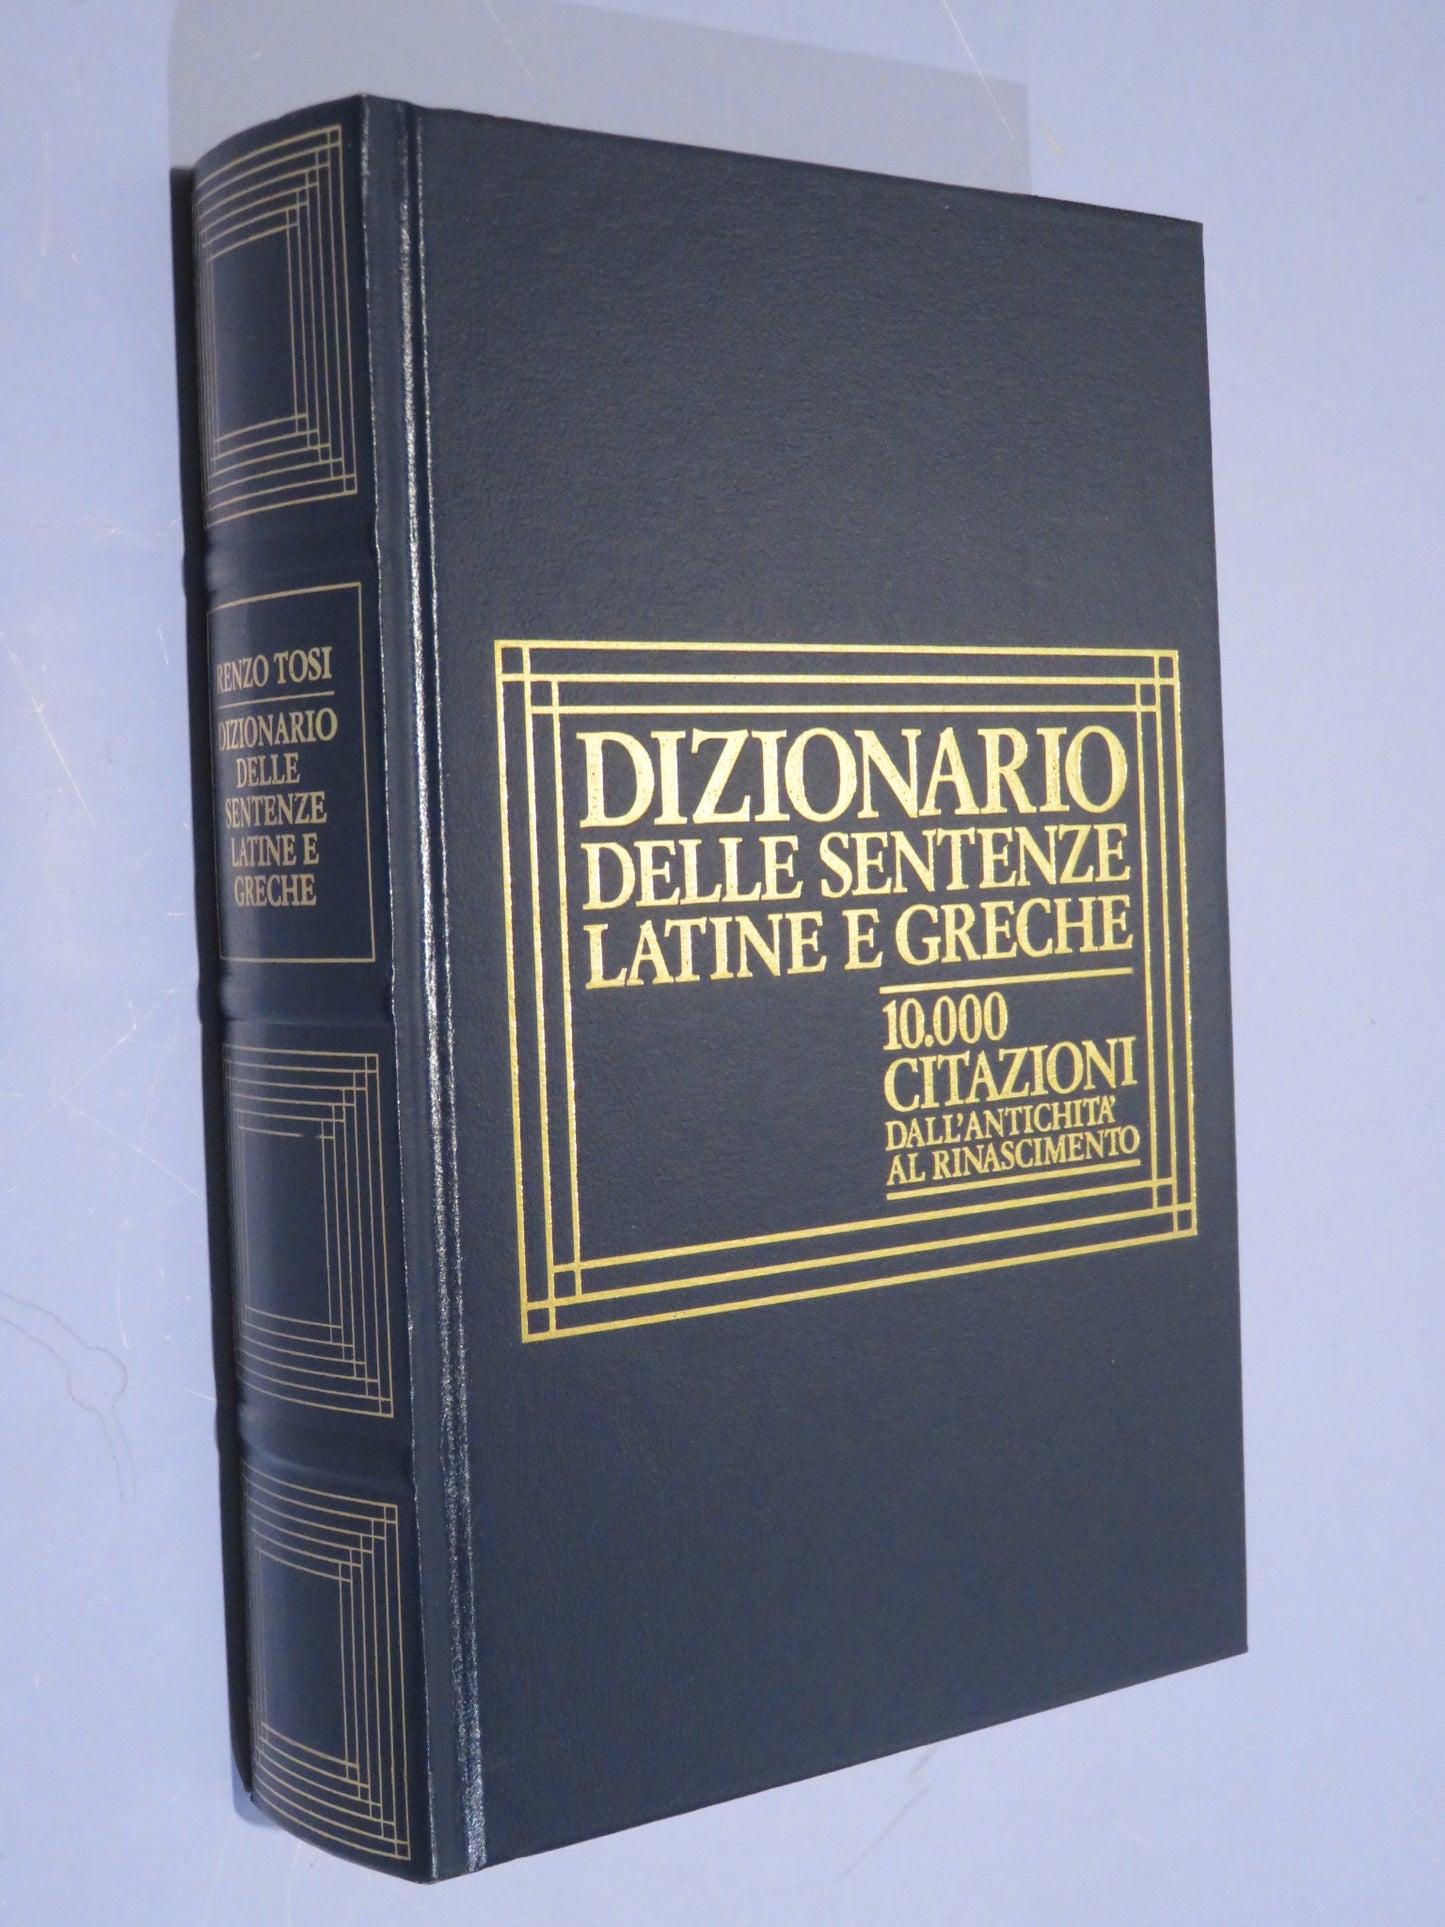 RENZO TOSI
DIZIONARIO
DELLE
SENTENZE
LATINE E
GRECHE
DIZIONARIO
DELLE SENTENZE
LATINE E GRECHE
10.000
CITAZIONI
DALL'ANTICHITA'
AL RINASCIMENTO